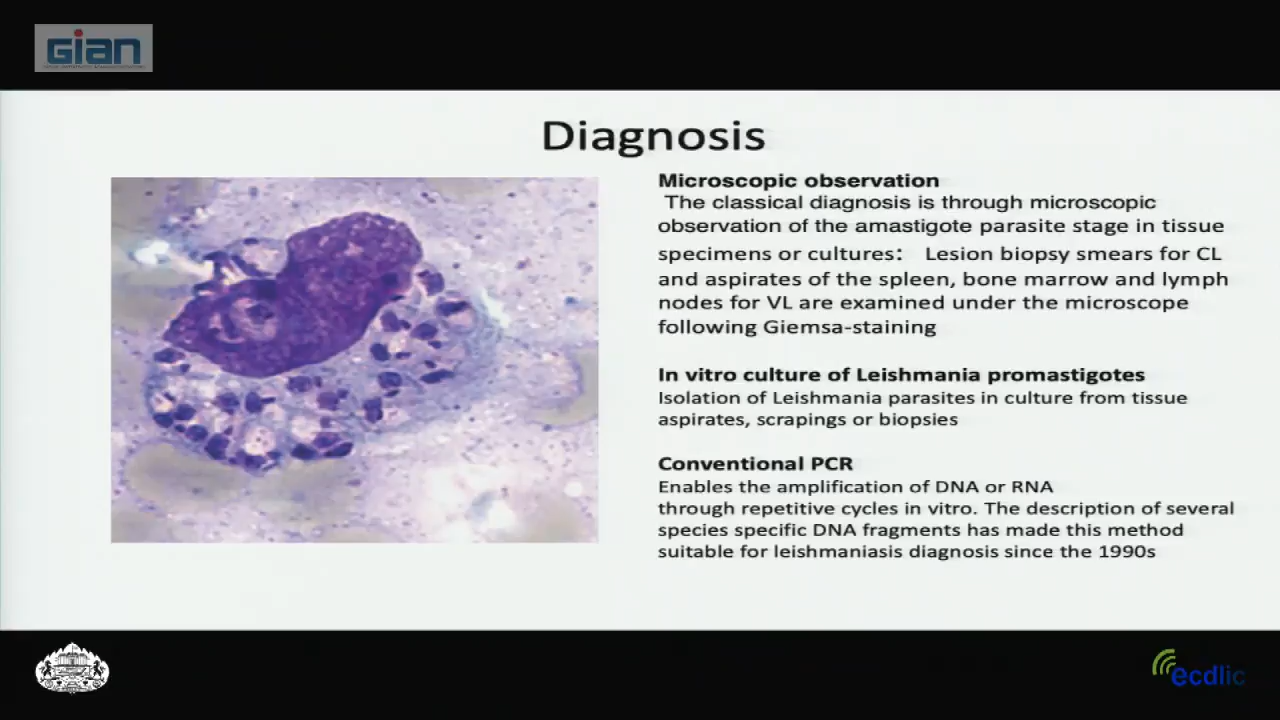 Gian
Diagnosis
Microscopic observation
The classical diagnosis is through microscopic
observation of the amastigote parasite stage in tissue
specimens or cultures: Lesion biopsy smears for CL
and aspirates of the spleen, bone marrow and lymph
nodes for VL are examined under the microscope
following Giemsa-staining
In vitro culture of Leishmania promastigotes
Isolation of Leishmania parasites in culture from tissue
aspirates, scrapings or biopsies
Conventional PCR
Enables the amplification of DNA or RNA
through repetitive cycles in vitro. The description of several
species specific DNA fragments has made this method
suitable for leishmaniasis diagnosis since the 1990s
ecdlic